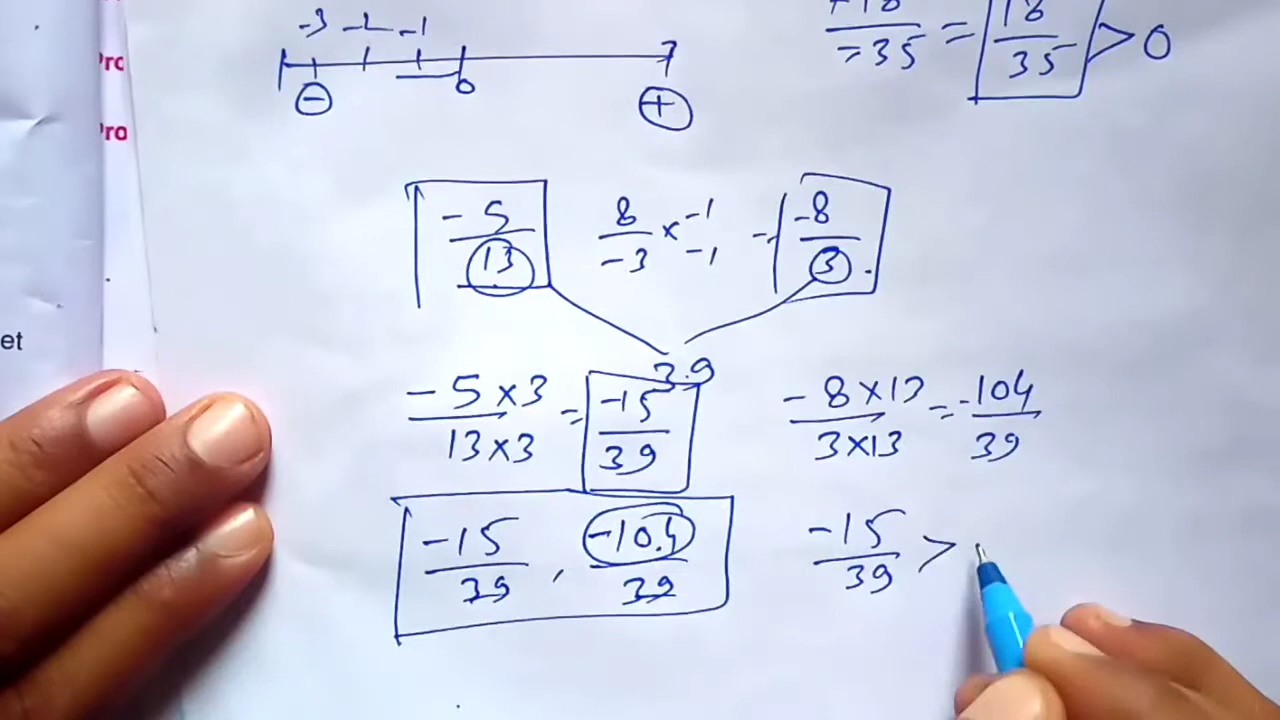 -3 -2 -1
0
⊖ ⊕
+18/-35 = 18/35 > 0
Pro
Pro
et
-5/13 8/-3 × -1/-1 = -8/3
39
-5×3/13×3 = -15/39 -8×13/3×13 = -104/39
-15/39 , -104/39 -15/39 >